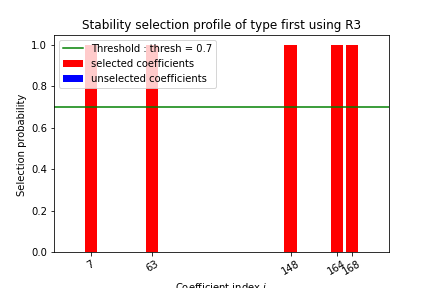 Stability selection profile of type first using R3
Threshold : thresh = 0.7
selected coefficients
unselected coefficients
Selection probability
1.0
0.8
0.6
0.4
0.2
0.0
7
63
148
164
168
Coefficient index i